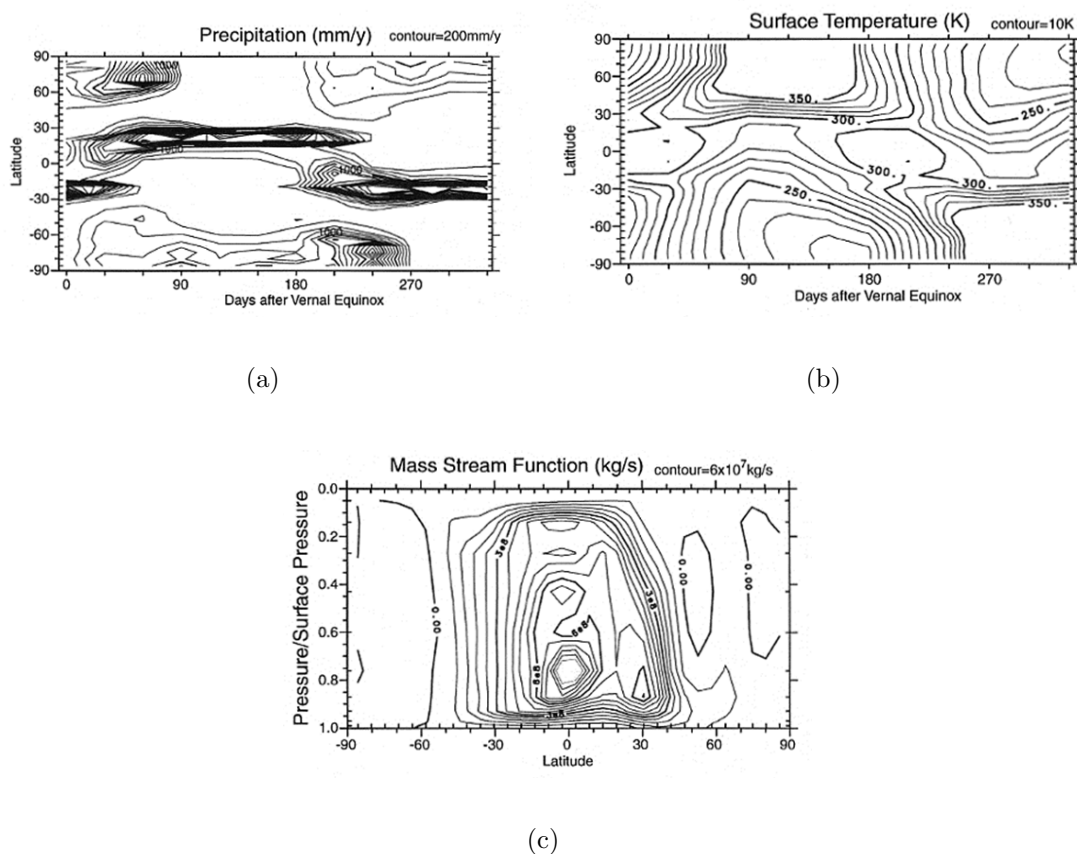 Precipitation (mm/y) contour=200mm/y
90
60
30
0
-30
-60
-90
Latitude
1000
1000
1000
1000
0 90 180 270
Days after Vernal Equinox
(a)
Surface Temperature (K) contour=10K
90
60
30
0
-30
-60
-90
Latitude
350.
300.
250.
300.
250.
300.
350.
0 90 180 270
Days after Vernal Equinox
(b)
Mass Stream Function (kg/s) contour=6x10⁷kg/s
0.0
0.2
0.4
0.6
0.8
1.0
Pressure/Surface Pressure
3e8
0.00
0.00
0.00
3e8
6e8
6e8
3e8
-90 -60 -30 0 30 60 90
Latitude
(c)